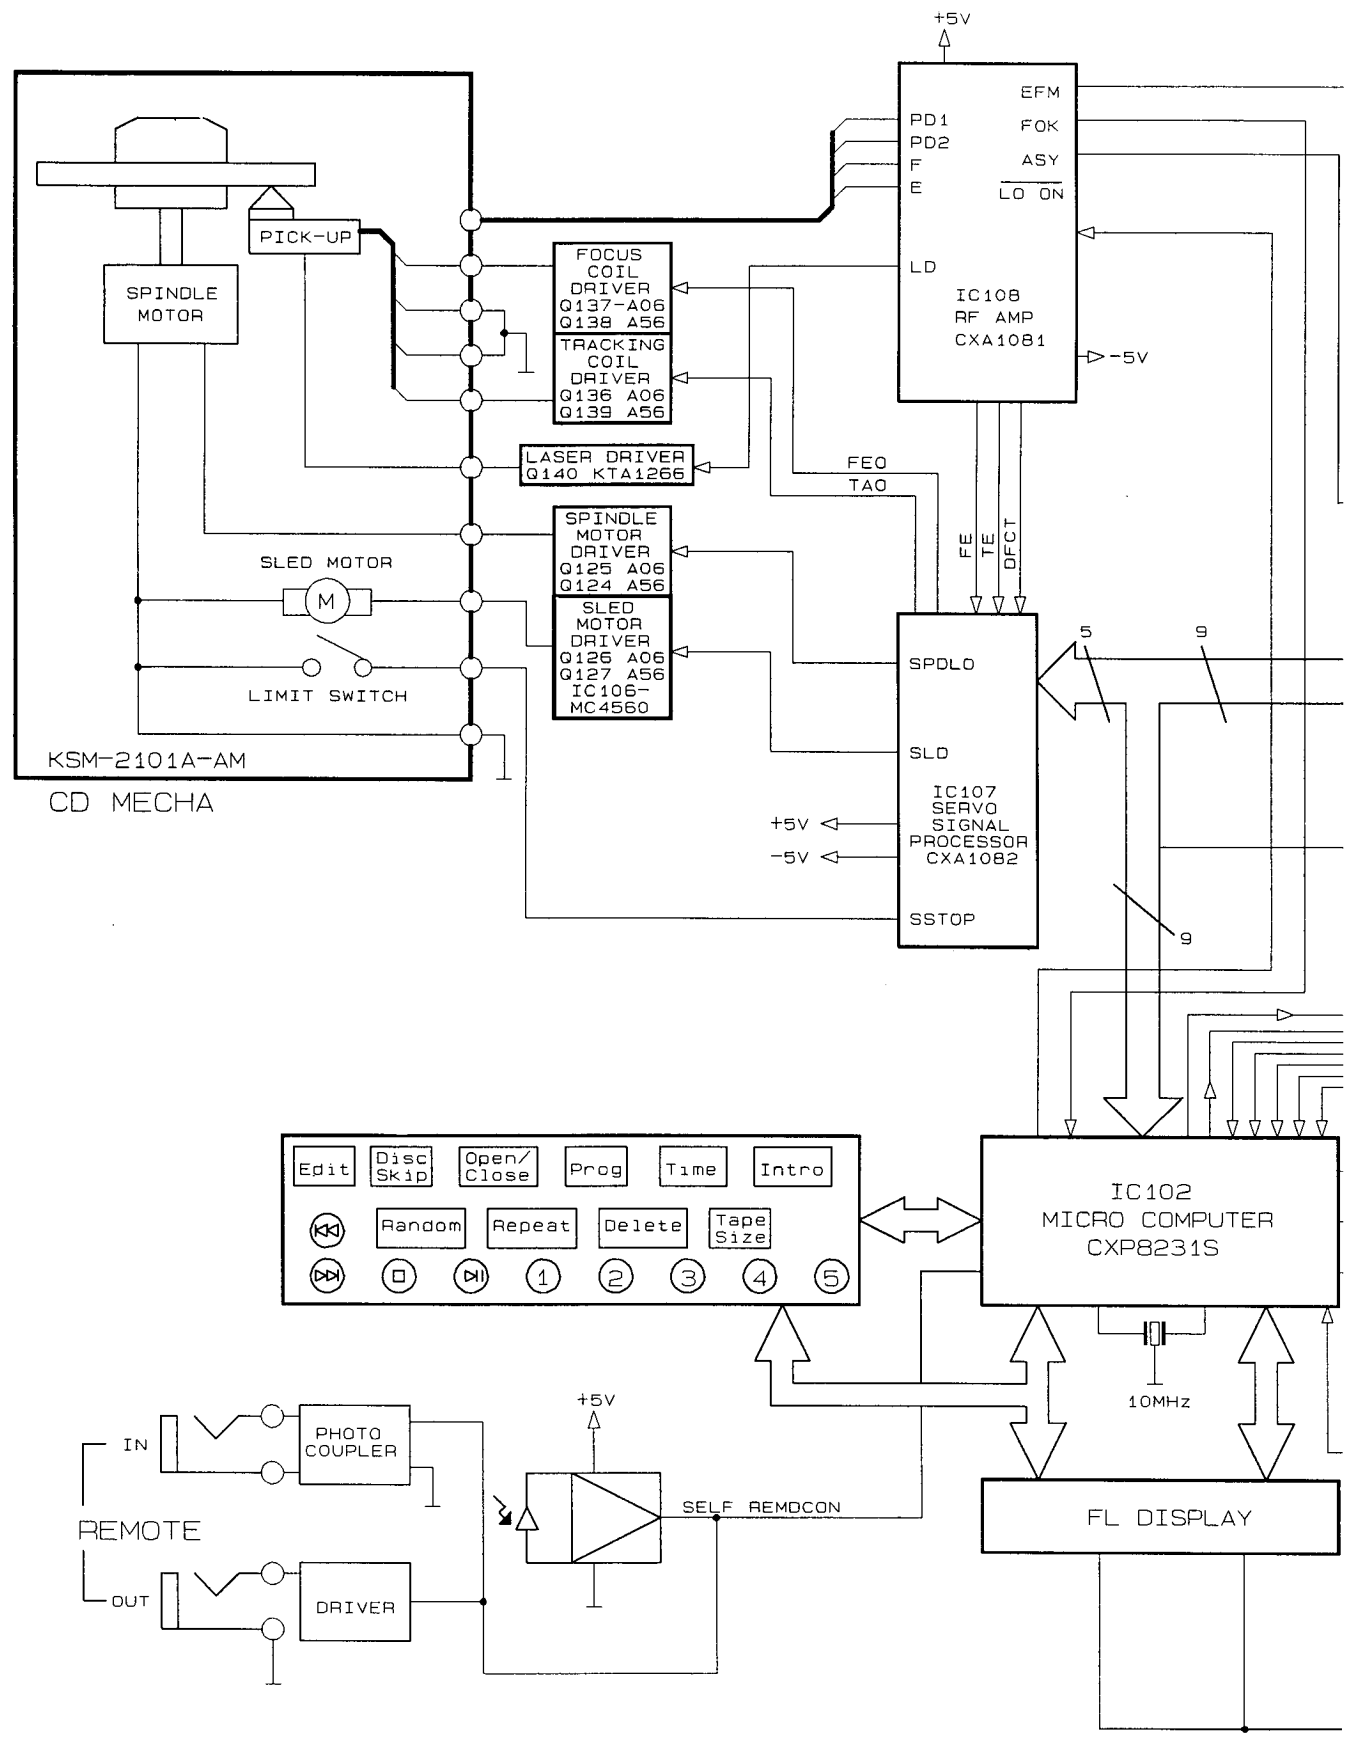 +5V
EFM
PD1
FOK
PD2
F
ASY
E
LO ON
PICK-UP
LD
SPINDLE
MOTOR
FOCUS
COIL
DRIVER
Q137-A06
Q138 A56
IC108
RF AMP
CXA1081
-5V
TRACKING
COIL
DRIVER
Q136 A06
Q139 A56
LASER DRIVER
Q140 KTA1266
FEO
TAO
FE
TE
DFCT
SPINDLE
MOTOR
DRIVER
Q125 A06
Q124 A56
SLED MOTOR
M
SLED
MOTOR
DRIVER
Q126 A06
Q127 A56
IC106-
MC4560
LIMIT SWITCH
5
9
SPDLO
SLD
KSM-2101A-AM
CD MECHA
IC107
SERVO
SIGNAL
PROCESSOR
CXA1082
+5V
-5V
SSTOP
9
Edit
Disc
Skip
Open/
Close
Prog
Time
Intro
Random
Repeat
Delete
Tape
Size
1
2
3
4
5
IC102
MICRO COMPUTER
CXP8231S
10MHz
+5V
IN
PHOTO
COUPLER
SELF REMDCON
REMOTE
OUT
DRIVER
FL DISPLAY